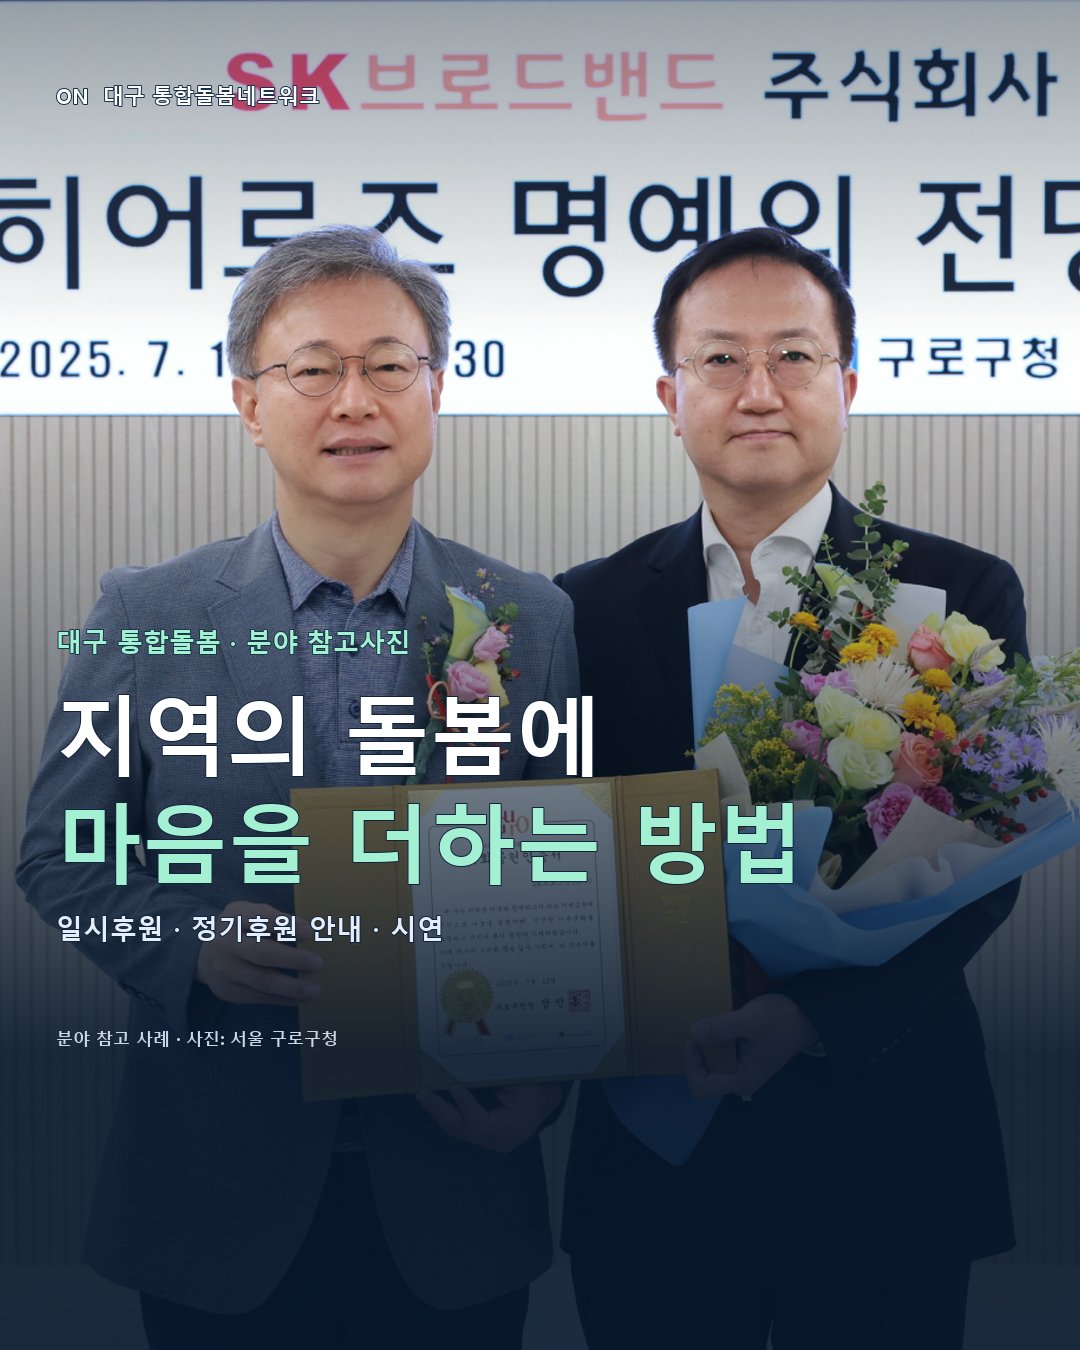 SK브로드밴드 주식회사
ON 대구 통합돌봄네트워크
히어로즈 명예의 전당
2025. 7. 1
30
구로구청
대구 통합돌봄 · 분야 참고사진
지역의 돌봄에
마음을 더하는 방법
일시후원 · 정기후원 안내 · 시연
분야 참고 사례 · 사진: 서울 구로구청